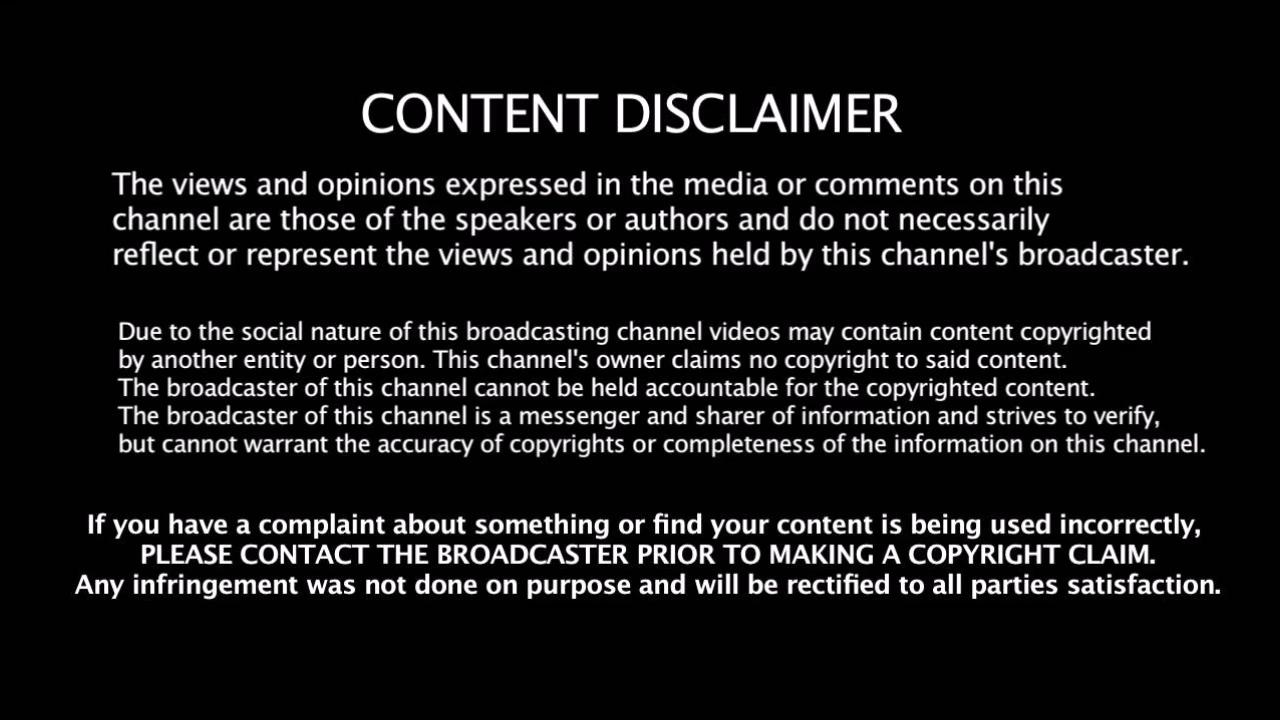 CONTENT DISCLAIMER
The views and opinions expressed in the media or comments on this
channel are those of the speakers or authors and do not necessarily
reflect or represent the views and opinions held by this channel's broadcaster.
Due to the social nature of this broadcasting channel videos may contain content copyrighted
by another entity or person. This channel's owner claims no copyright to said content.
The broadcaster of this channel cannot be held accountable for the copyrighted content.
The broadcaster of this channel is a messenger and sharer of information and strives to verify,
but cannot warrant the accuracy of copyrights or completeness of the information on this channel.
If you have a complaint about something or find your content is being used incorrectly,
PLEASE CONTACT THE BROADCASTER PRIOR TO MAKING A COPYRIGHT CLAIM.
Any infringement was not done on purpose and will be rectified to all parties satisfaction.